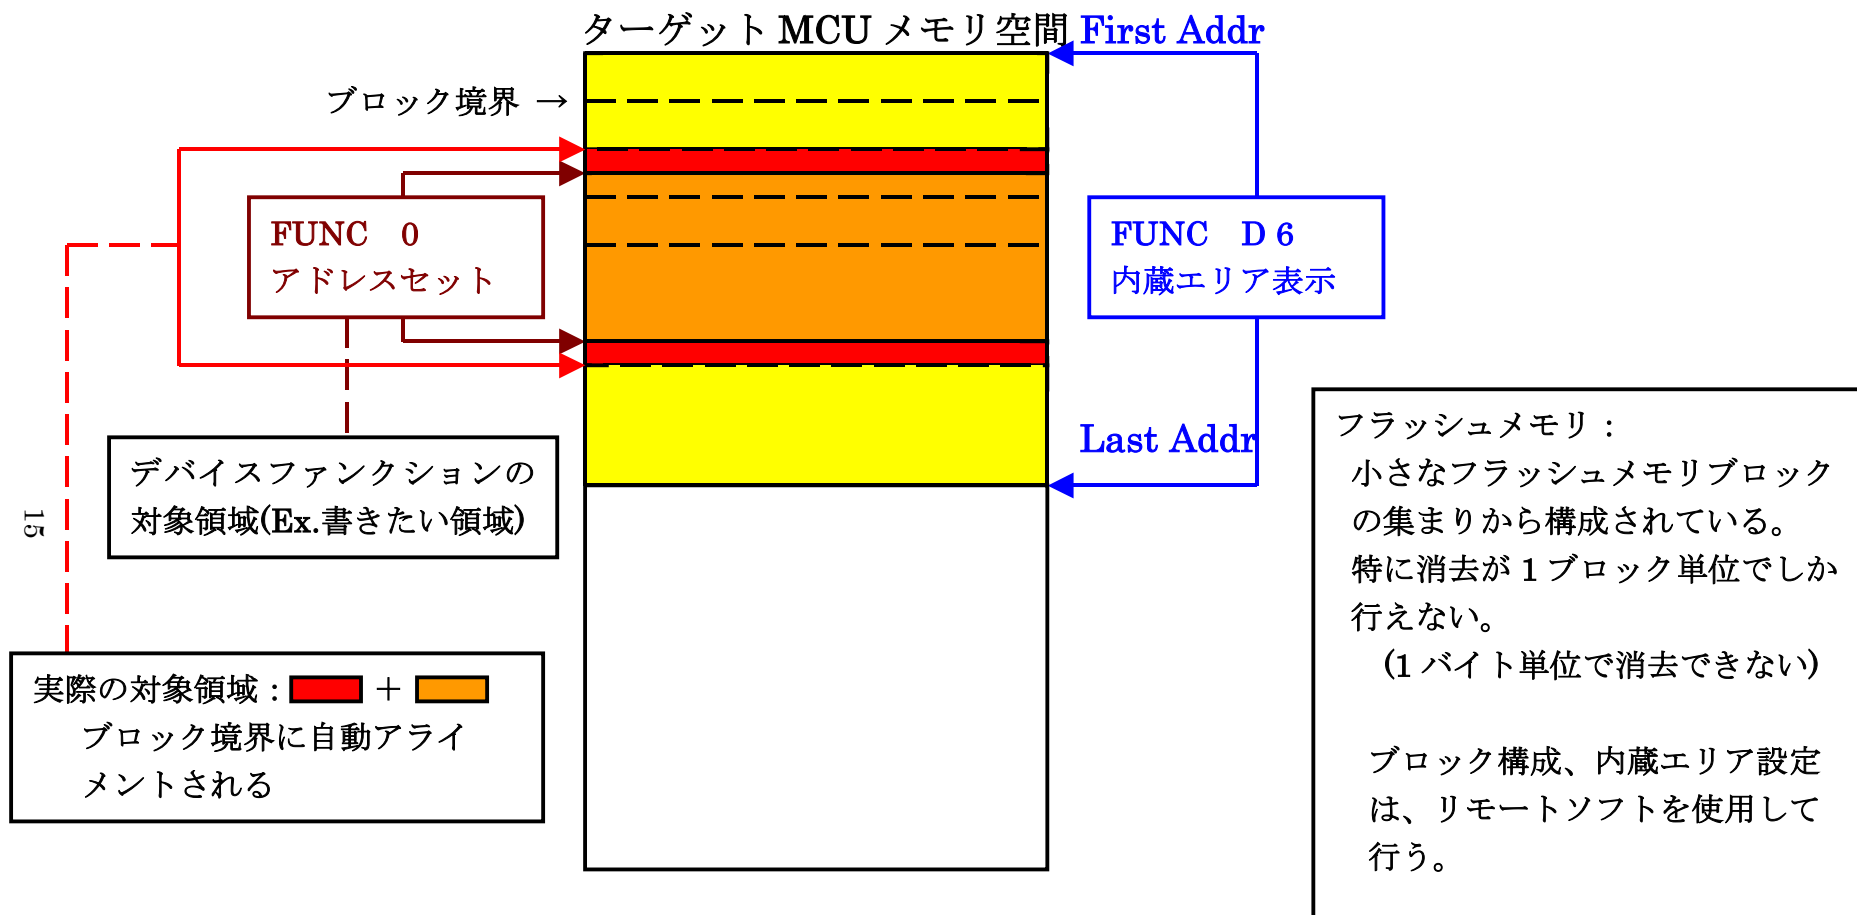 ターゲット MCU メモリ空間
First Addr
ブロック境界 →
FUNC　0
アドレスセット
FUNC　D 6
内蔵エリア表示
Last Addr
デバイスファンクションの
対象領域(Ex.書きたい領域)
15
実際の対象領域 : ＋
ブロック境界に自動アライ
メントされる
フラッシュメモリ :
小さなフラッシュメモリブロック
の集まりから構成されている。
特に消去が 1 ブロック単位でしか
行えない。
(1 バイト単位で消去できない)
ブロック構成、内蔵エリア設定
は、リモートソフトを使用して
行う。